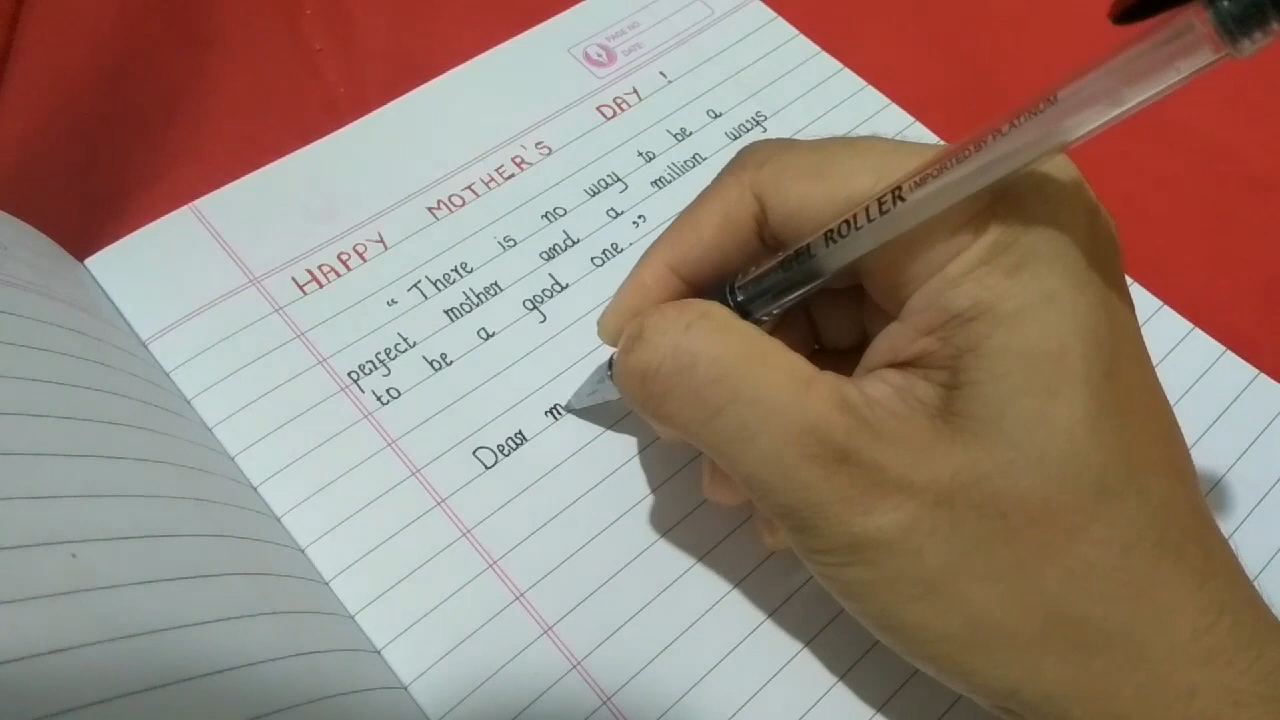 PAGE NO
DATE:
HAPPY MOTHER'S DAY !
" There is no way to be a
perfect mother and a million ways
to be a good one."
Dear m
GEL ROLLER IMPORTED BY PLATINUM